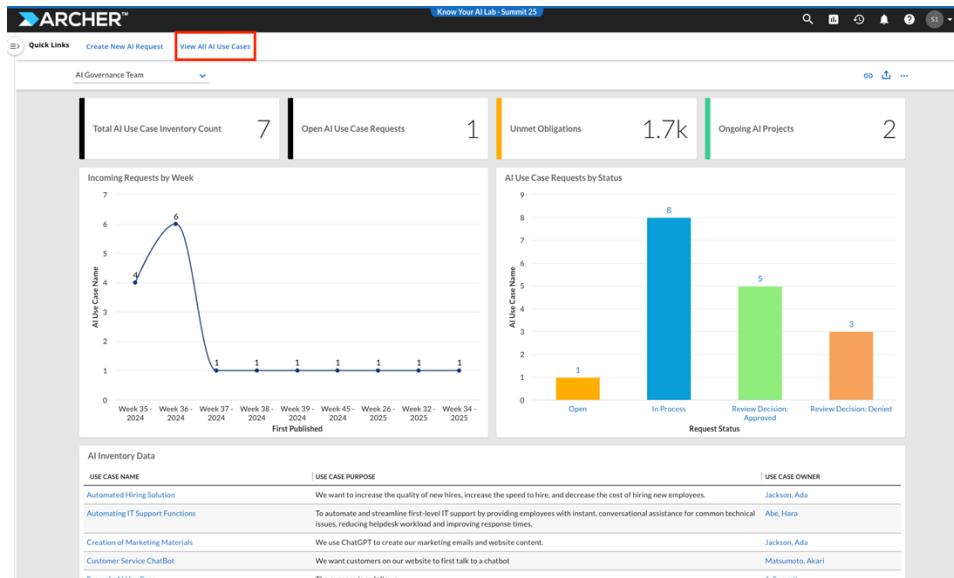 ARCHER
Know Your AI Lab - Summit 25
S1
Quick Links
Create New AI Request
View All AI Use Cases
AI Governance Team
Total AI Use Case Inventory Count
7
Open AI Use Case Requests
1
Unmet Obligations
1.7k
Ongoing AI Projects
2
Incoming Requests by Week
7
6
5
4
3
2
1
0
AI Use Case Name
4
6
1
1
1
1
1
1
1
Week 35 - 2024
Week 36 - 2024
Week 37 - 2024
Week 38 - 2024
Week 39 - 2024
Week 45 - 2024
Week 26 - 2025
Week 32 - 2025
Week 34 - 2025
First Published
AI Use Case Requests by Status
9
8
7
6
5
4
3
2
1
0
AI Use Case Name
1
8
5
3
Open
In Process
Review Decision: Approved
Review Decision: Denied
Request Status
AI Inventory Data
USE CASE NAME
USE CASE PURPOSE
USE CASE OWNER
Automated Hiring Solution
We want to increase the quality of new hires, increase the speed to hire, and decrease the cost of hiring new employees.
Jackson, Ada
Automating IT Support Functions
To automate and streamline first-level IT support by providing employees with instant, conversational assistance for common technical
issues, reducing helpdesk workload and improving response times.
Abe, Hara
Creation of Marketing Materials
We use ChatGPT to create our marketing emails and website content.
Jackson, Ada
Customer Service ChatBot
We want customers on our website to first talk to a chatbot
Matsumoto, Akari